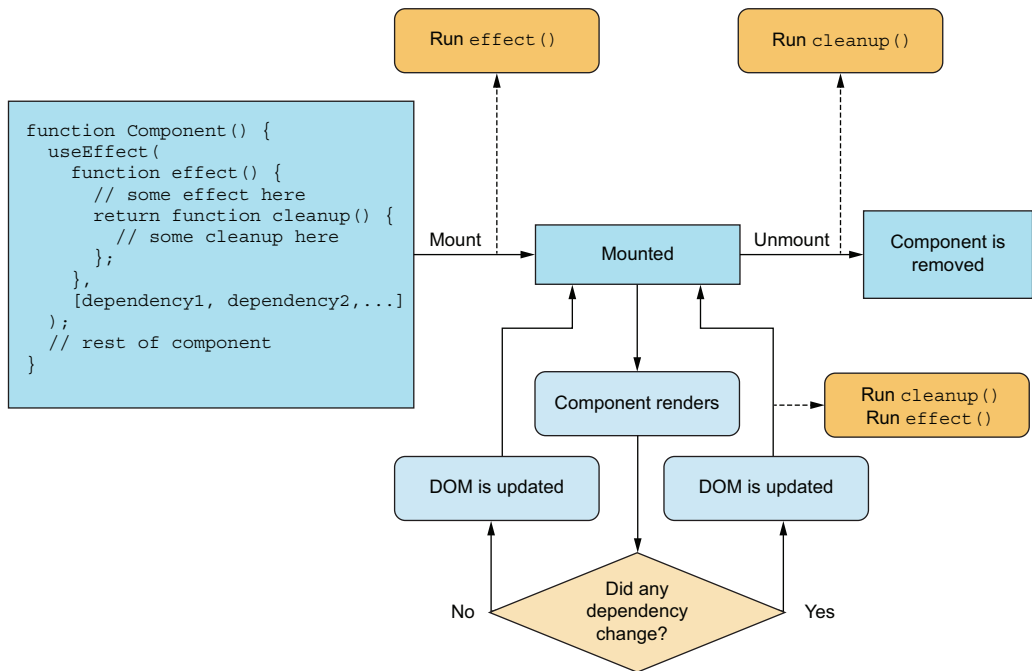 Run effect()
Run cleanup()
function Component() {
  useEffect(
    function effect() {
      // some effect here
      return function cleanup() {
        // some cleanup here
      };
    },
    [dependency1, dependency2,...]
  );
  // rest of component
}
Mount
Mounted
Unmount
Component is
removed
Component renders
Run cleanup()
Run effect()
DOM is updated
DOM is updated
Did any
dependency
change?
No
Yes